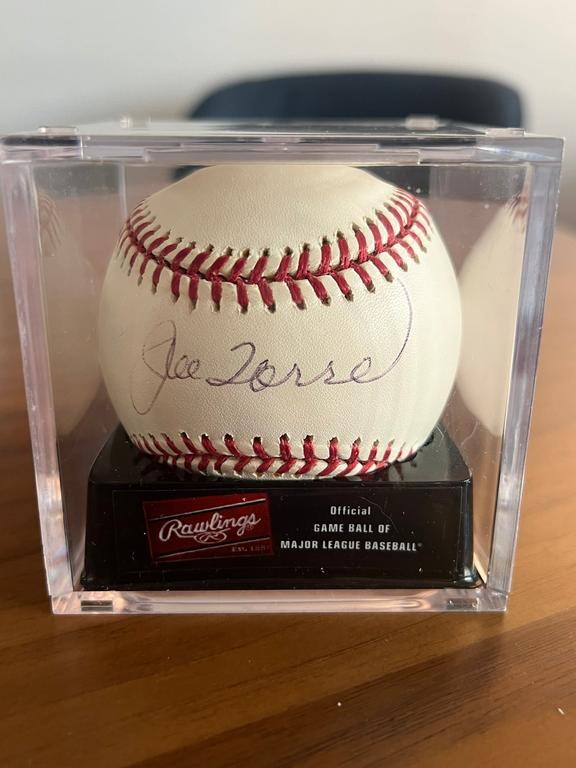 Joe Torre
Rawlings®
EST. 1887
Official
GAME BALL OF
MAJOR LEAGUE BASEBALL®